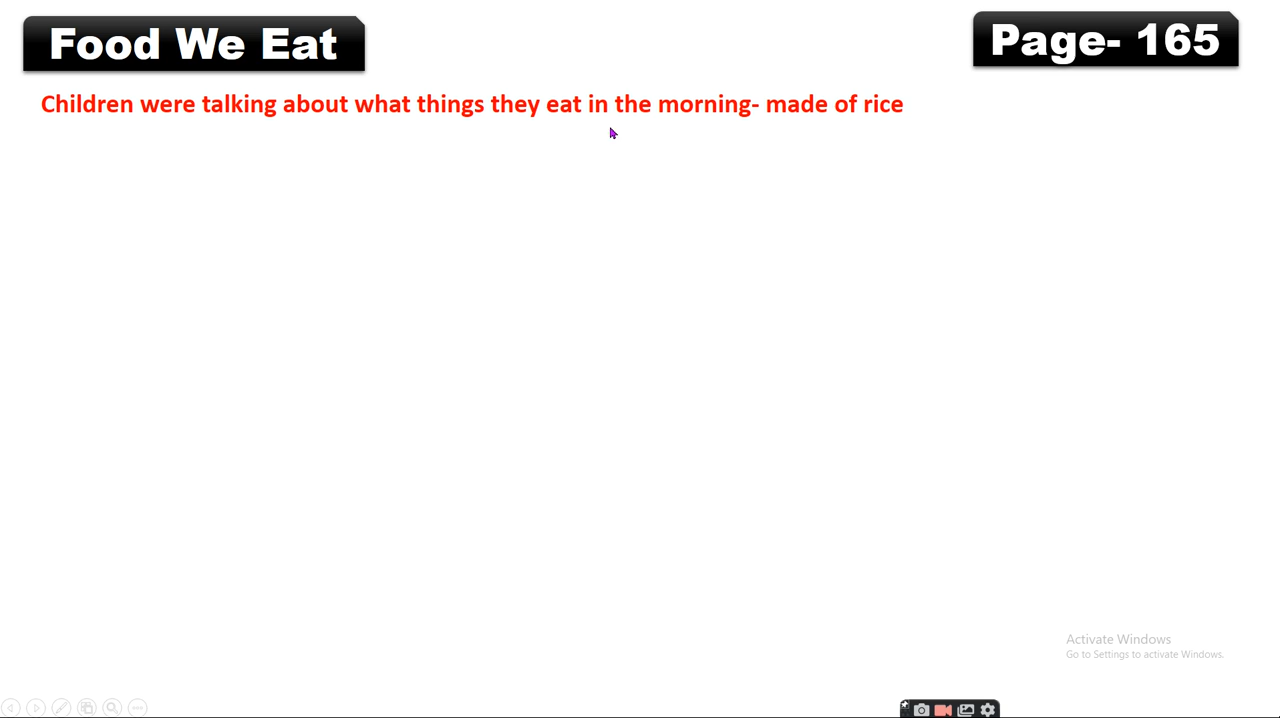 Food We Eat
Page- 165
Children were talking about what things they eat in the morning- made of rice
Activate Windows
Go to Settings to activate Windows.